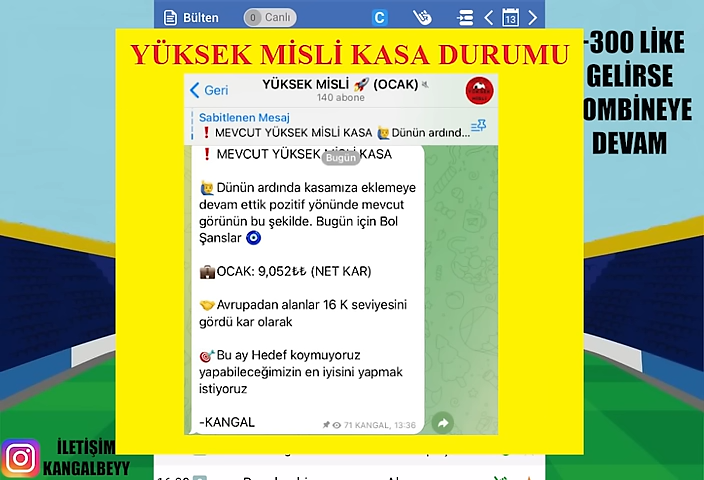 Bülten
0 Canlı
C
13
YÜKSEK MİSLİ KASA DURUMU
-300 LİKE
GELİRSE
OMBİNEYE
DEVAM
Geri
YÜKSEK MİSLİ 🚀 (OCAK)
140 abone
Sabitlenen Mesaj
❗ MEVCUT YÜKSEK MİSLİ KASA 🙋‍♂️Dünün ardınd...
❗ MEVCUT YÜKSEK MİSLİ KASA
Bugün
🙋‍♂️Dünün ardında kasamıza eklemeye
devam ettik pozitif yönünde mevcut
görünün bu şekilde. Bugün için Bol
Şanslar 🧿
💼OCAK: 9,052₺₺ (NET KAR)
🤝Avrupadan alanlar 16 K seviyesini
gördü kar olarak
🎯Bu ay Hedef koymuyoruz
yapabileceğimizin en iyisini yapmak
istiyoruz
-KANGAL
71 KANGAL, 13:36
İLETİŞİM
KANGALBEYY